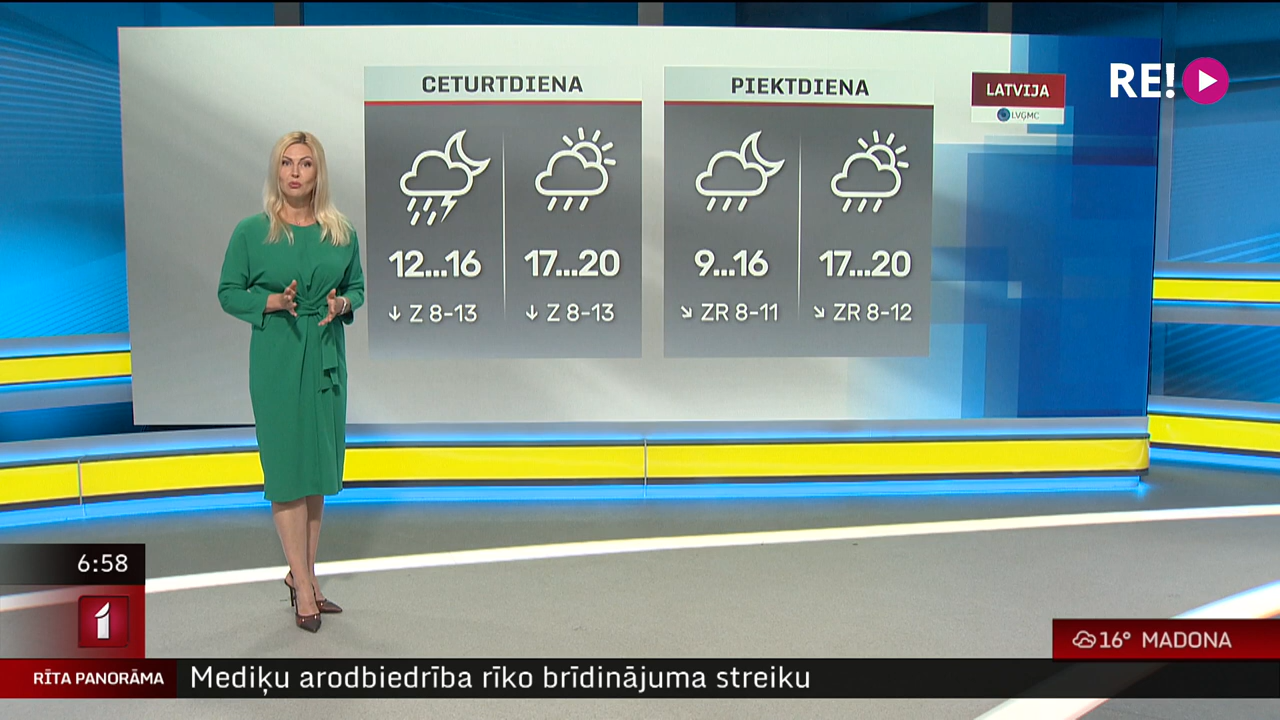 CETURTDIENA
12...16
17...20
Z 8-13
Z 8-13
PIEKTDIENA
9...16
17...20
ZR 8-11
ZR 8-12
LATVIJA
LVĢMC
RE!
6:58
1
16° MADONA
RĪTA PANORĀMA
Mediķu arodbiedrība rīko brīdinājuma streiku